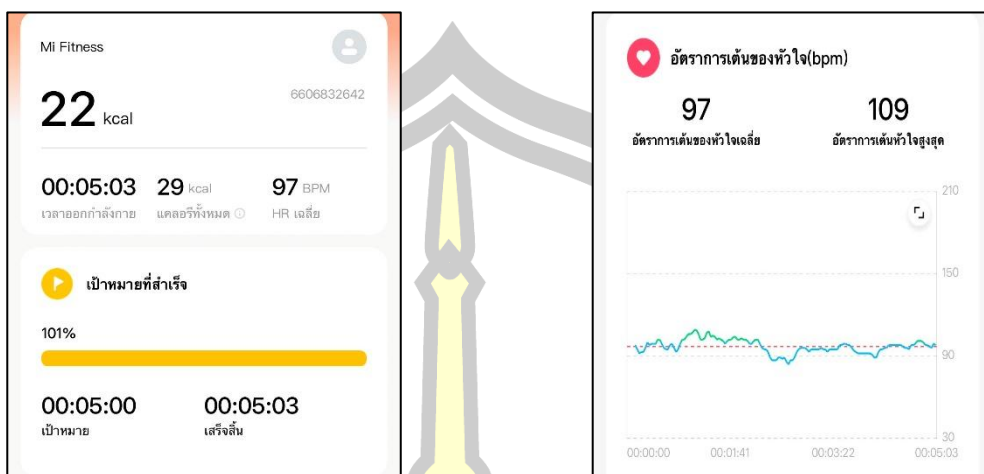 Mi Fitness
22 kcal
6606832642
00:05:03 29 kcal 97 BPM
เวลาออกกำลังกาย แคลอรีทั้งหมด HR เฉลี่ย
เป้าหมายที่สำเร็จ
101%
00:05:00 00:05:03
เป้าหมาย เสร็จสิ้น
อัตราการเต้นของหัวใจ(bpm)
97 109
อัตราการเต้นของหัวใจเฉลี่ย อัตราการเต้นหัวใจสูงสุด
210
150
90
30
00:00:00 00:01:41 00:03:22 00:05:03